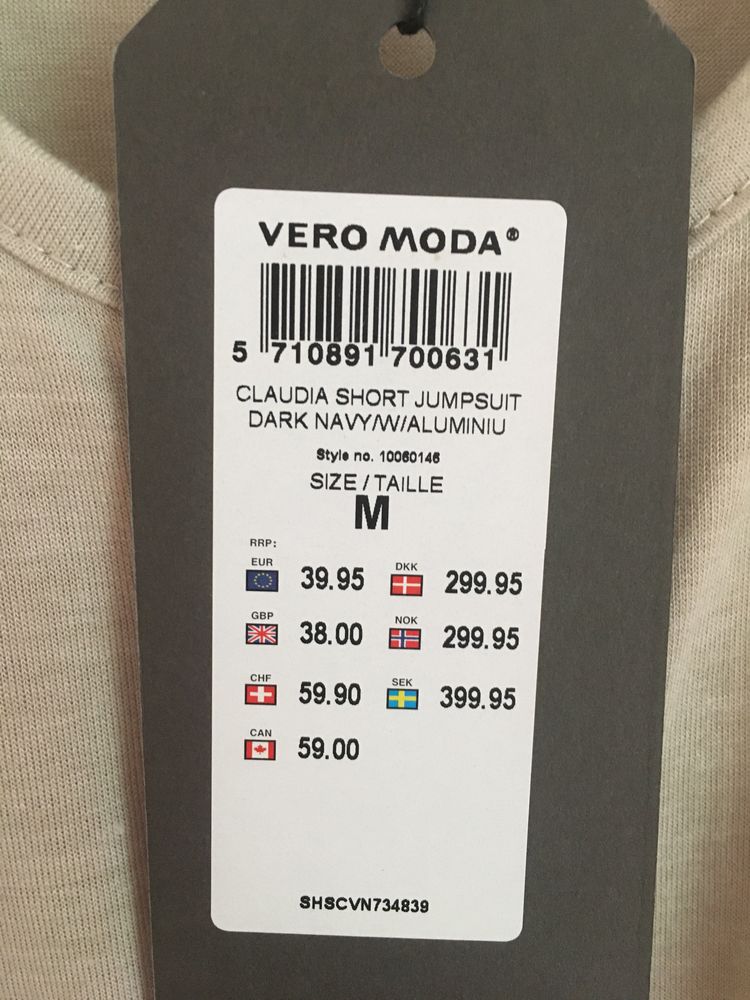 VERO MODA®
5 710891 700631
CLAUDIA SHORT JUMPSUIT
DARK NAVY/W/ALUMINIU
Style no. 10060146
SIZE / TAILLE
M
RRP:
EUR 39.95 DKK 299.95
GBP 38.00 NOK 299.95
CHF 59.90 SEK 399.95
CAN 59.00
SHSCVN734839